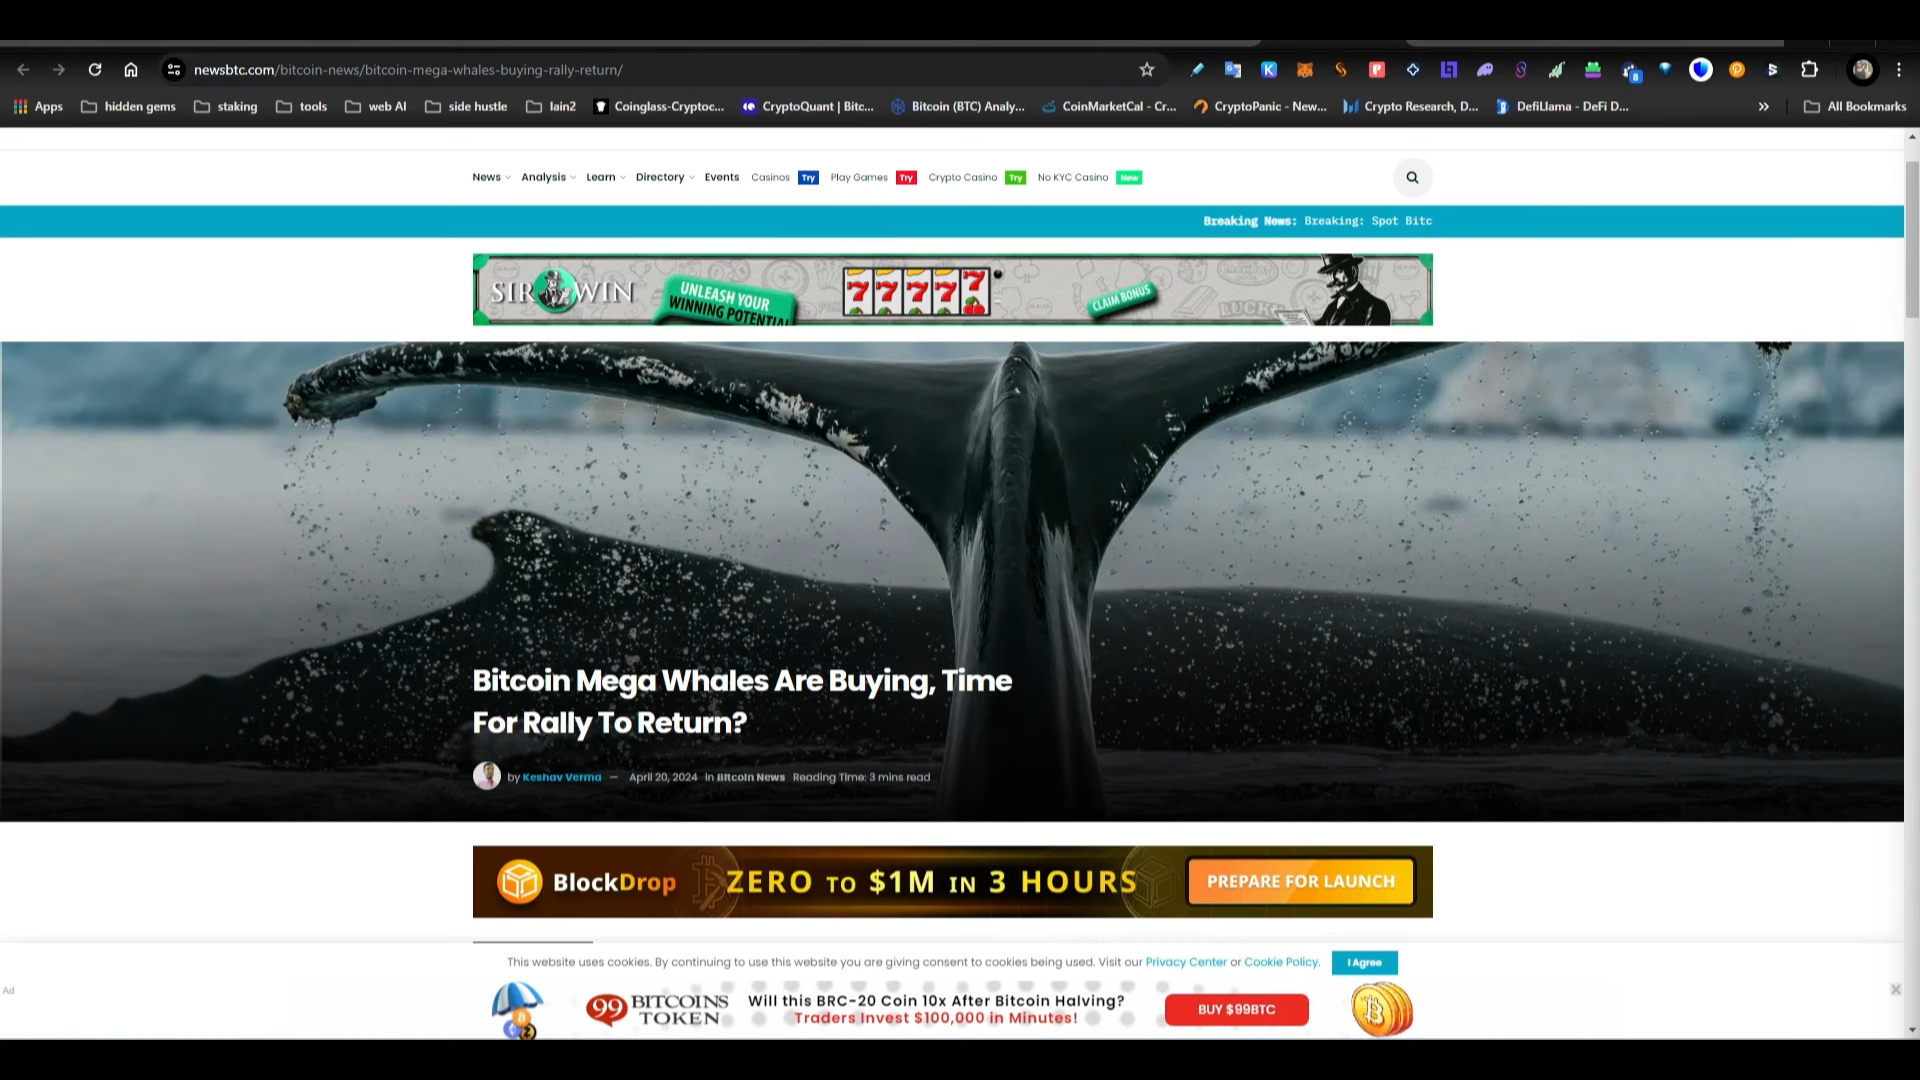 newsbtc.com/bitcoin-news/bitcoin-mega-whales-buying-rally-return/
Apps hidden gems staking tools web AI side hustle lain2 Coinglass-Cryptoc... CryptoQuant | Bitc... Bitcoin (BTC) Analy... CoinMarketCal - Cr... CryptoPanic - New... Crypto Research, D... DefiLlama - DeFi D... » All Bookmarks
News Analysis Learn Directory Events Casinos Try Play Games Try Crypto Casino Try No KYC Casino New
Breaking News: Breaking: Spot Bitc
SIR WIN
UNLEASH YOUR
WINNING POTENTIAL
7 7 7 7 7
CLAIM BONUS
LUCK
Bitcoin Mega Whales Are Buying, Time
For Rally To Return?
by Keshav Verma — April 20, 2024 in Bitcoin News Reading Time: 3 mins read
BlockDrop ZERO TO $1M IN 3 HOURS PREPARE FOR LAUNCH
This website uses cookies. By continuing to use this website you are giving consent to cookies being used. Visit our Privacy Center or Cookie Policy. I Agree
Ad
99 BITCOINS
TOKEN
Will this BRC-20 Coin 10x After Bitcoin Halving?
Traders Invest $100,000 in Minutes!
BUY $99BTC